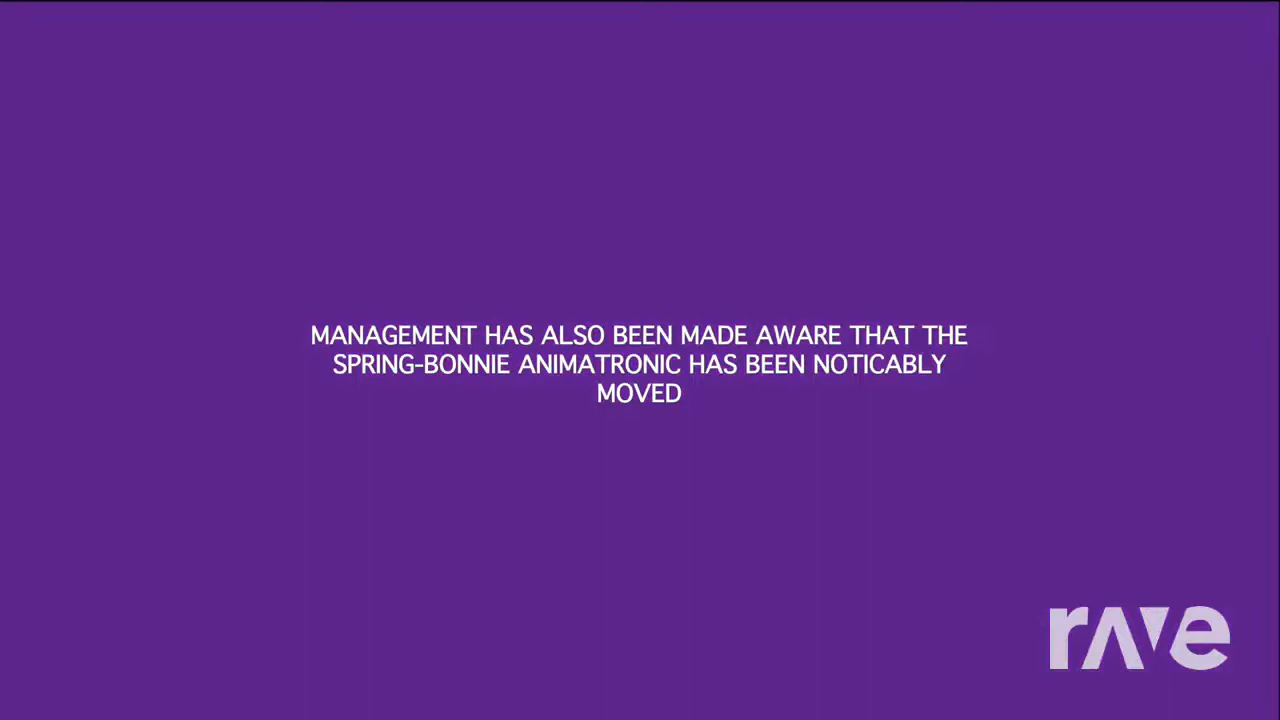 MANAGEMENT HAS ALSO BEEN MADE AWARE THAT THE
SPRING-BONNIE ANIMATRONIC HAS BEEN NOTICABLY
MOVED
rave